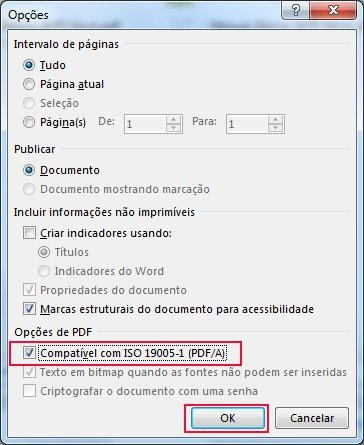 Opções
Intervalo de páginas
Tudo
Página atual
Seleção
Página(s) De: 1 Para: 1
Publicar
Documento
Documento mostrando marcação
Incluir informações não imprimíveis
Criar indicadores usando:
Títulos
Indicadores do Word
Propriedades do documento
Marcas estruturais do documento para acessibilidade
Opções de PDF
Compatível com ISO 19005-1 (PDF/A)
Texto em bitmap quando as fontes não podem ser inseridas
Criptografar o documento com uma senha
OK Cancelar